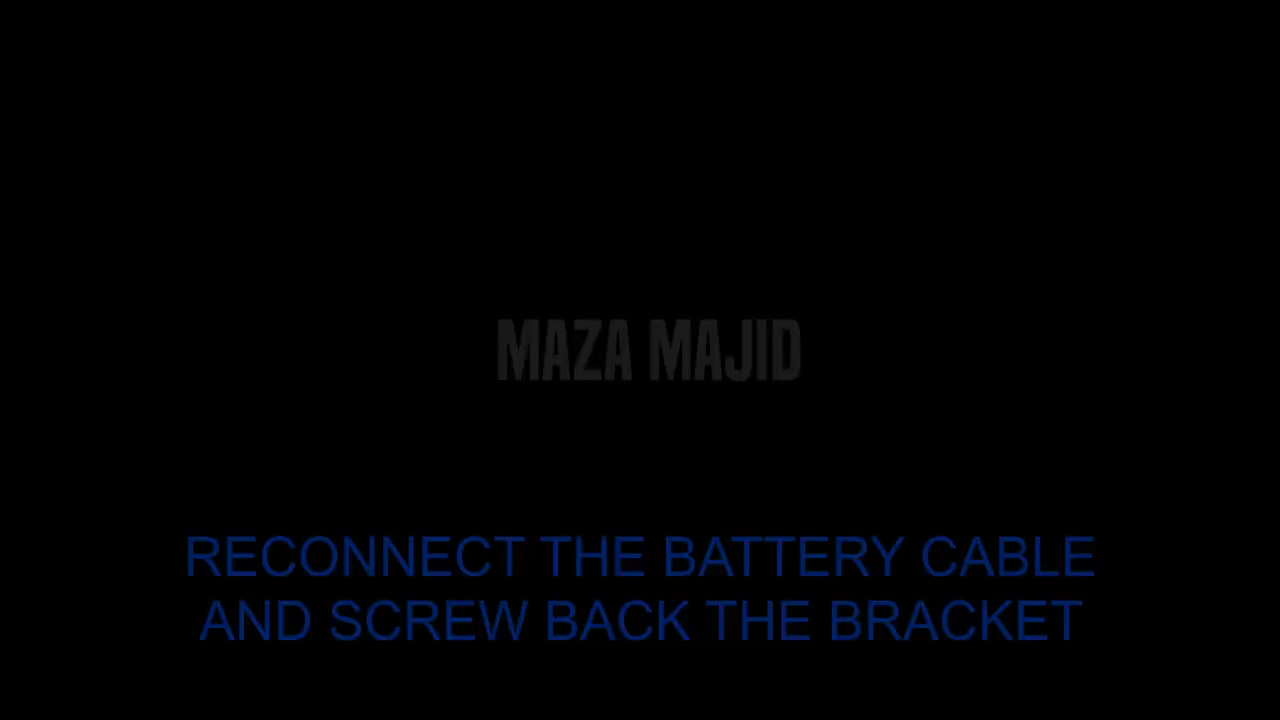 MAZA MAJID
RECONNECT THE BATTERY CABLE
AND SCREW BACK THE BRACKET